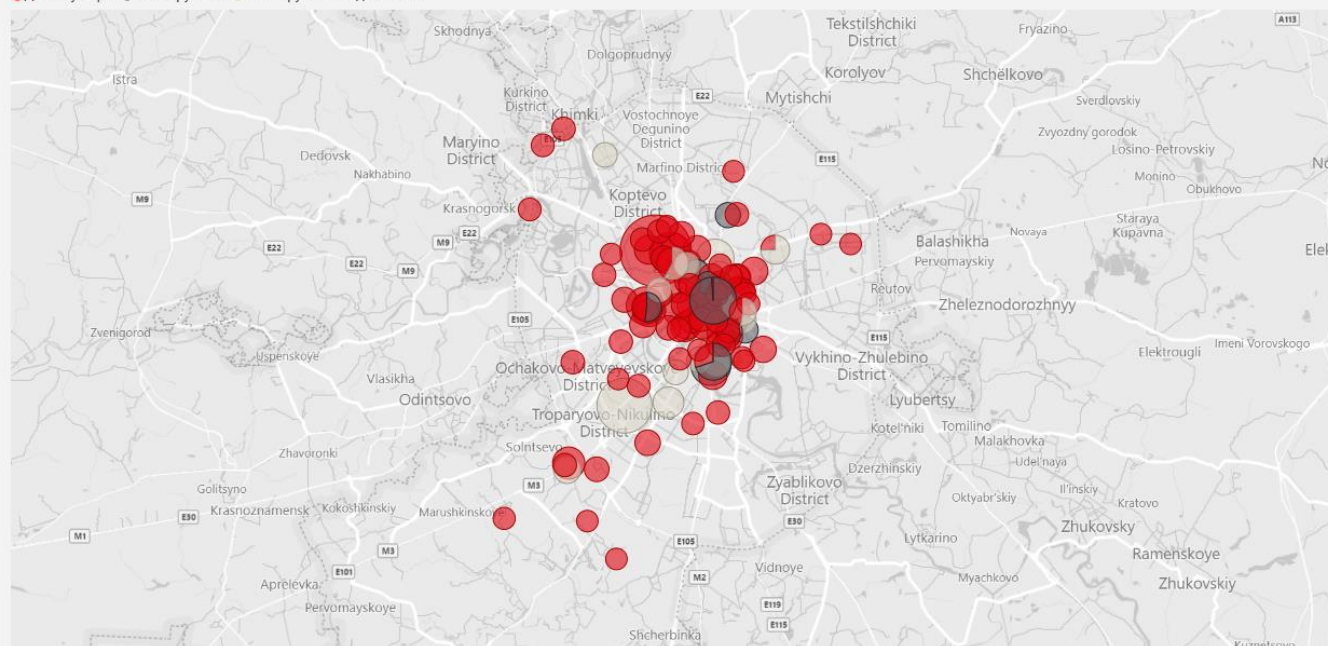 Tekstilshchiki
District
A113
Skhodnya
Fryazino
Dolgoprudnyy
Korolyov
Shchelkovo
Istra
Kurkino
District
E22
Mytishchi
Sverdlovskiy
Khimki
Vostochnoye
Degunino
District
Zvyozdny gorodok
Maryino
District
Losino-Petrovskiy
Dedovsk
Marfino District
E115
Monino
Nakhabino
Obukhovo
M9
Koptevo
District
Krasnogorsk
Staraya
Kupavna
E22
Novaya
E22
M9
Balashikha
Pervomayskiy
E22
M9
Reutov
Zheleznodorozhnyy
Zvenigorod
E105
E115
Imeni Vorovskogo
Uspenskoye
Elektrougli
Vykhino-Zhulebino
District
Ochakovo-Matveyevskoye
District
Vlasikha
Odintsovo
Lyubertsy
Troparyovo-Nikulino
District
Kotel'niki
Tomilino
Malakhovka
Solntsevo
Zhavoronki
Udel'naya
Dzerzhinskiy
Golitsyno
M3
Zyablikovo
District
Il'inskiy
Oktyabr'skiy
Kratovo
Krasnoznamensk
Kokoshkinskiy
Marushkinskoye
E30
E30
Zhukovsky
M1
E105
Lytkarino
M3
Ramenskoye
E101
Vidnoye
Myachkovo
Aprelevka
M2
Zhukovskiy
Pervomayskoye
E119
E115
Shcherbinka